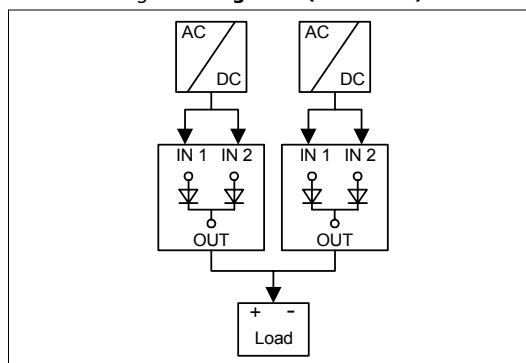 AC AC
DC DC
IN 1 IN 2 IN 1 IN 2
OUT OUT
+ -
Load